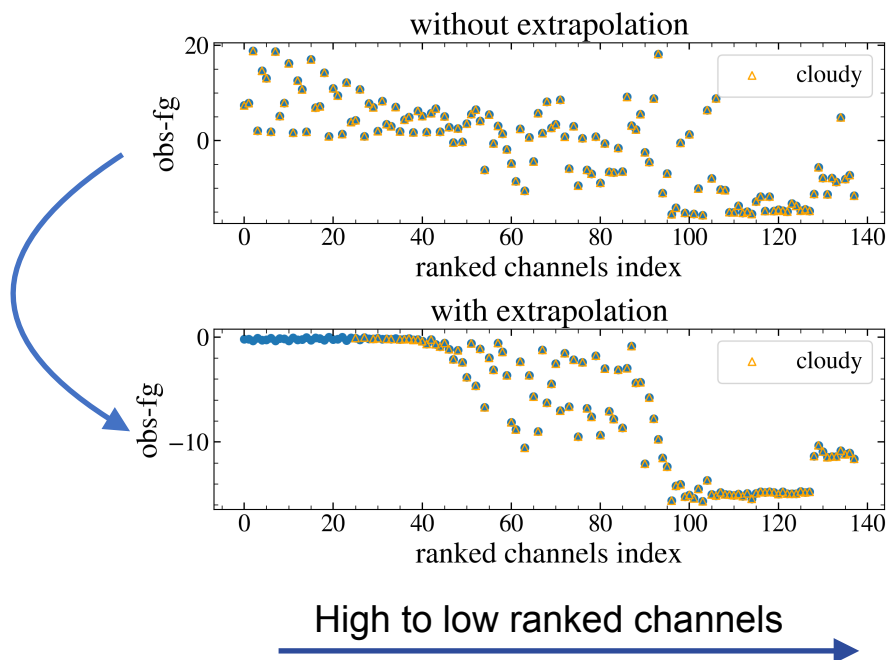 without extrapolation
20
0
obs-fg
cloudy
0 20 40 60 80 100 120 140
ranked channels index
with extrapolation
0
−10
obs-fg
cloudy
0 20 40 60 80 100 120 140
ranked channels index
High to low ranked channels